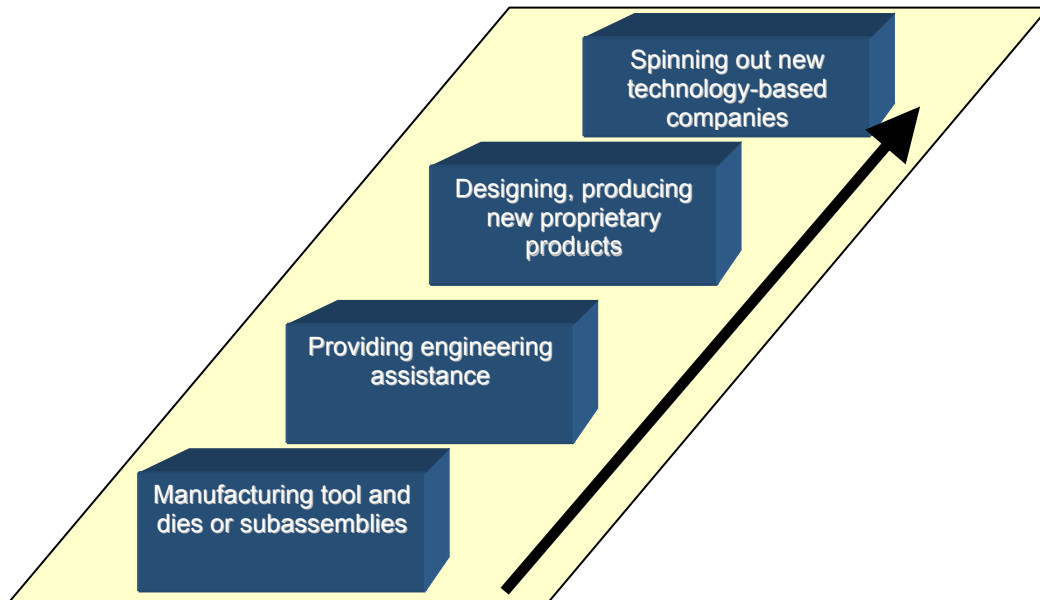 Spinning out new
technology-based
companies
Designing, producing
new proprietary
products
Providing engineering
assistance
Manufacturing tool and
dies or subassemblies